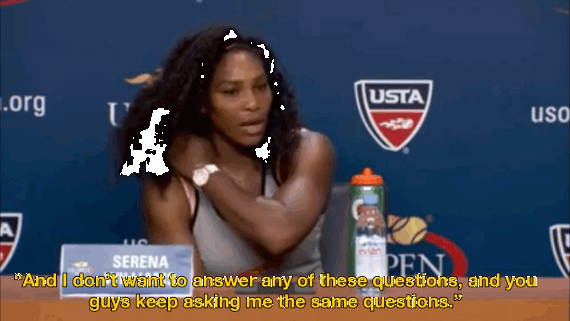 s.org
USTA
uso
US
SERENA
OPEN
"And I don't want to answer any of these questions, and you
guys keep asking me the same questions."